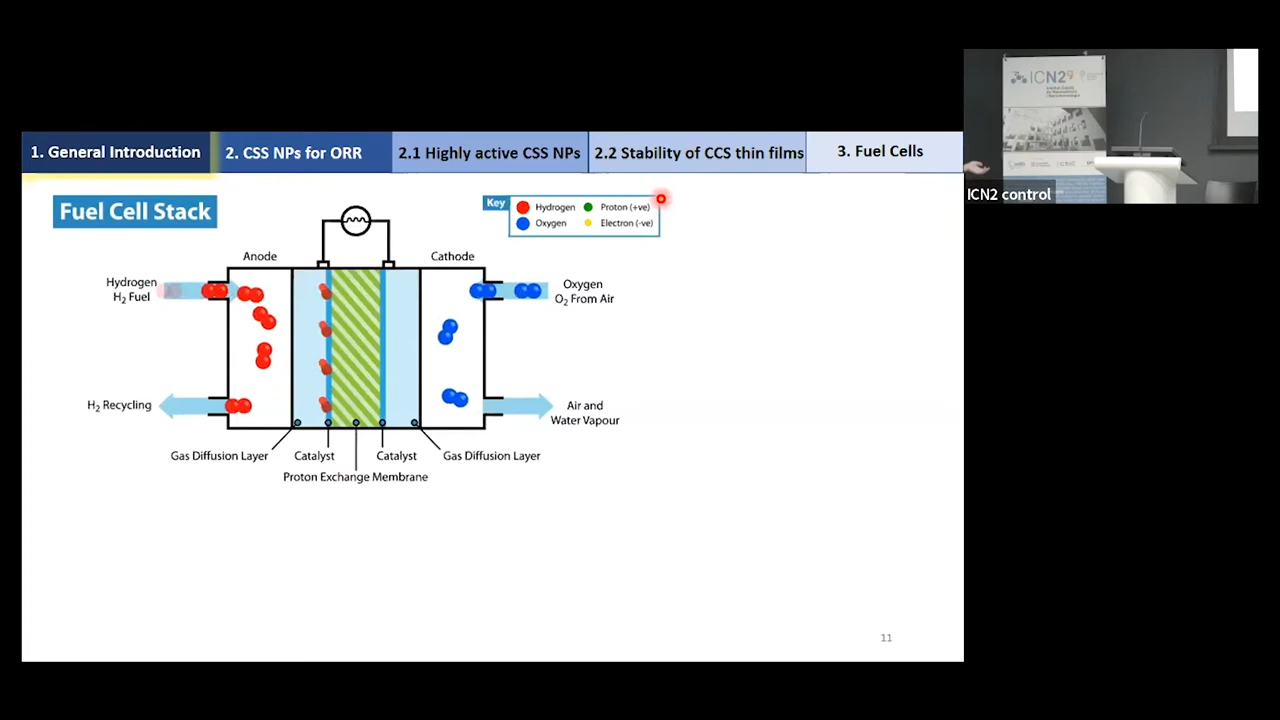 1. General Introduction
2. CSS NPs for ORR
2.1 Highly active CSS NPs
2.2 Stability of CCS thin films
3. Fuel Cells
Fuel Cell Stack
Key
Hydrogen
Proton (+ve)
Oxygen
Electron (-ve)
Anode
Cathode
Hydrogen
H₂ Fuel
Oxygen
O₂ From Air
H₂ Recycling
Air and
Water Vapour
Gas Diffusion Layer
Catalyst
Catalyst
Gas Diffusion Layer
Proton Exchange Membrane
11
ICN2
ICN2 control